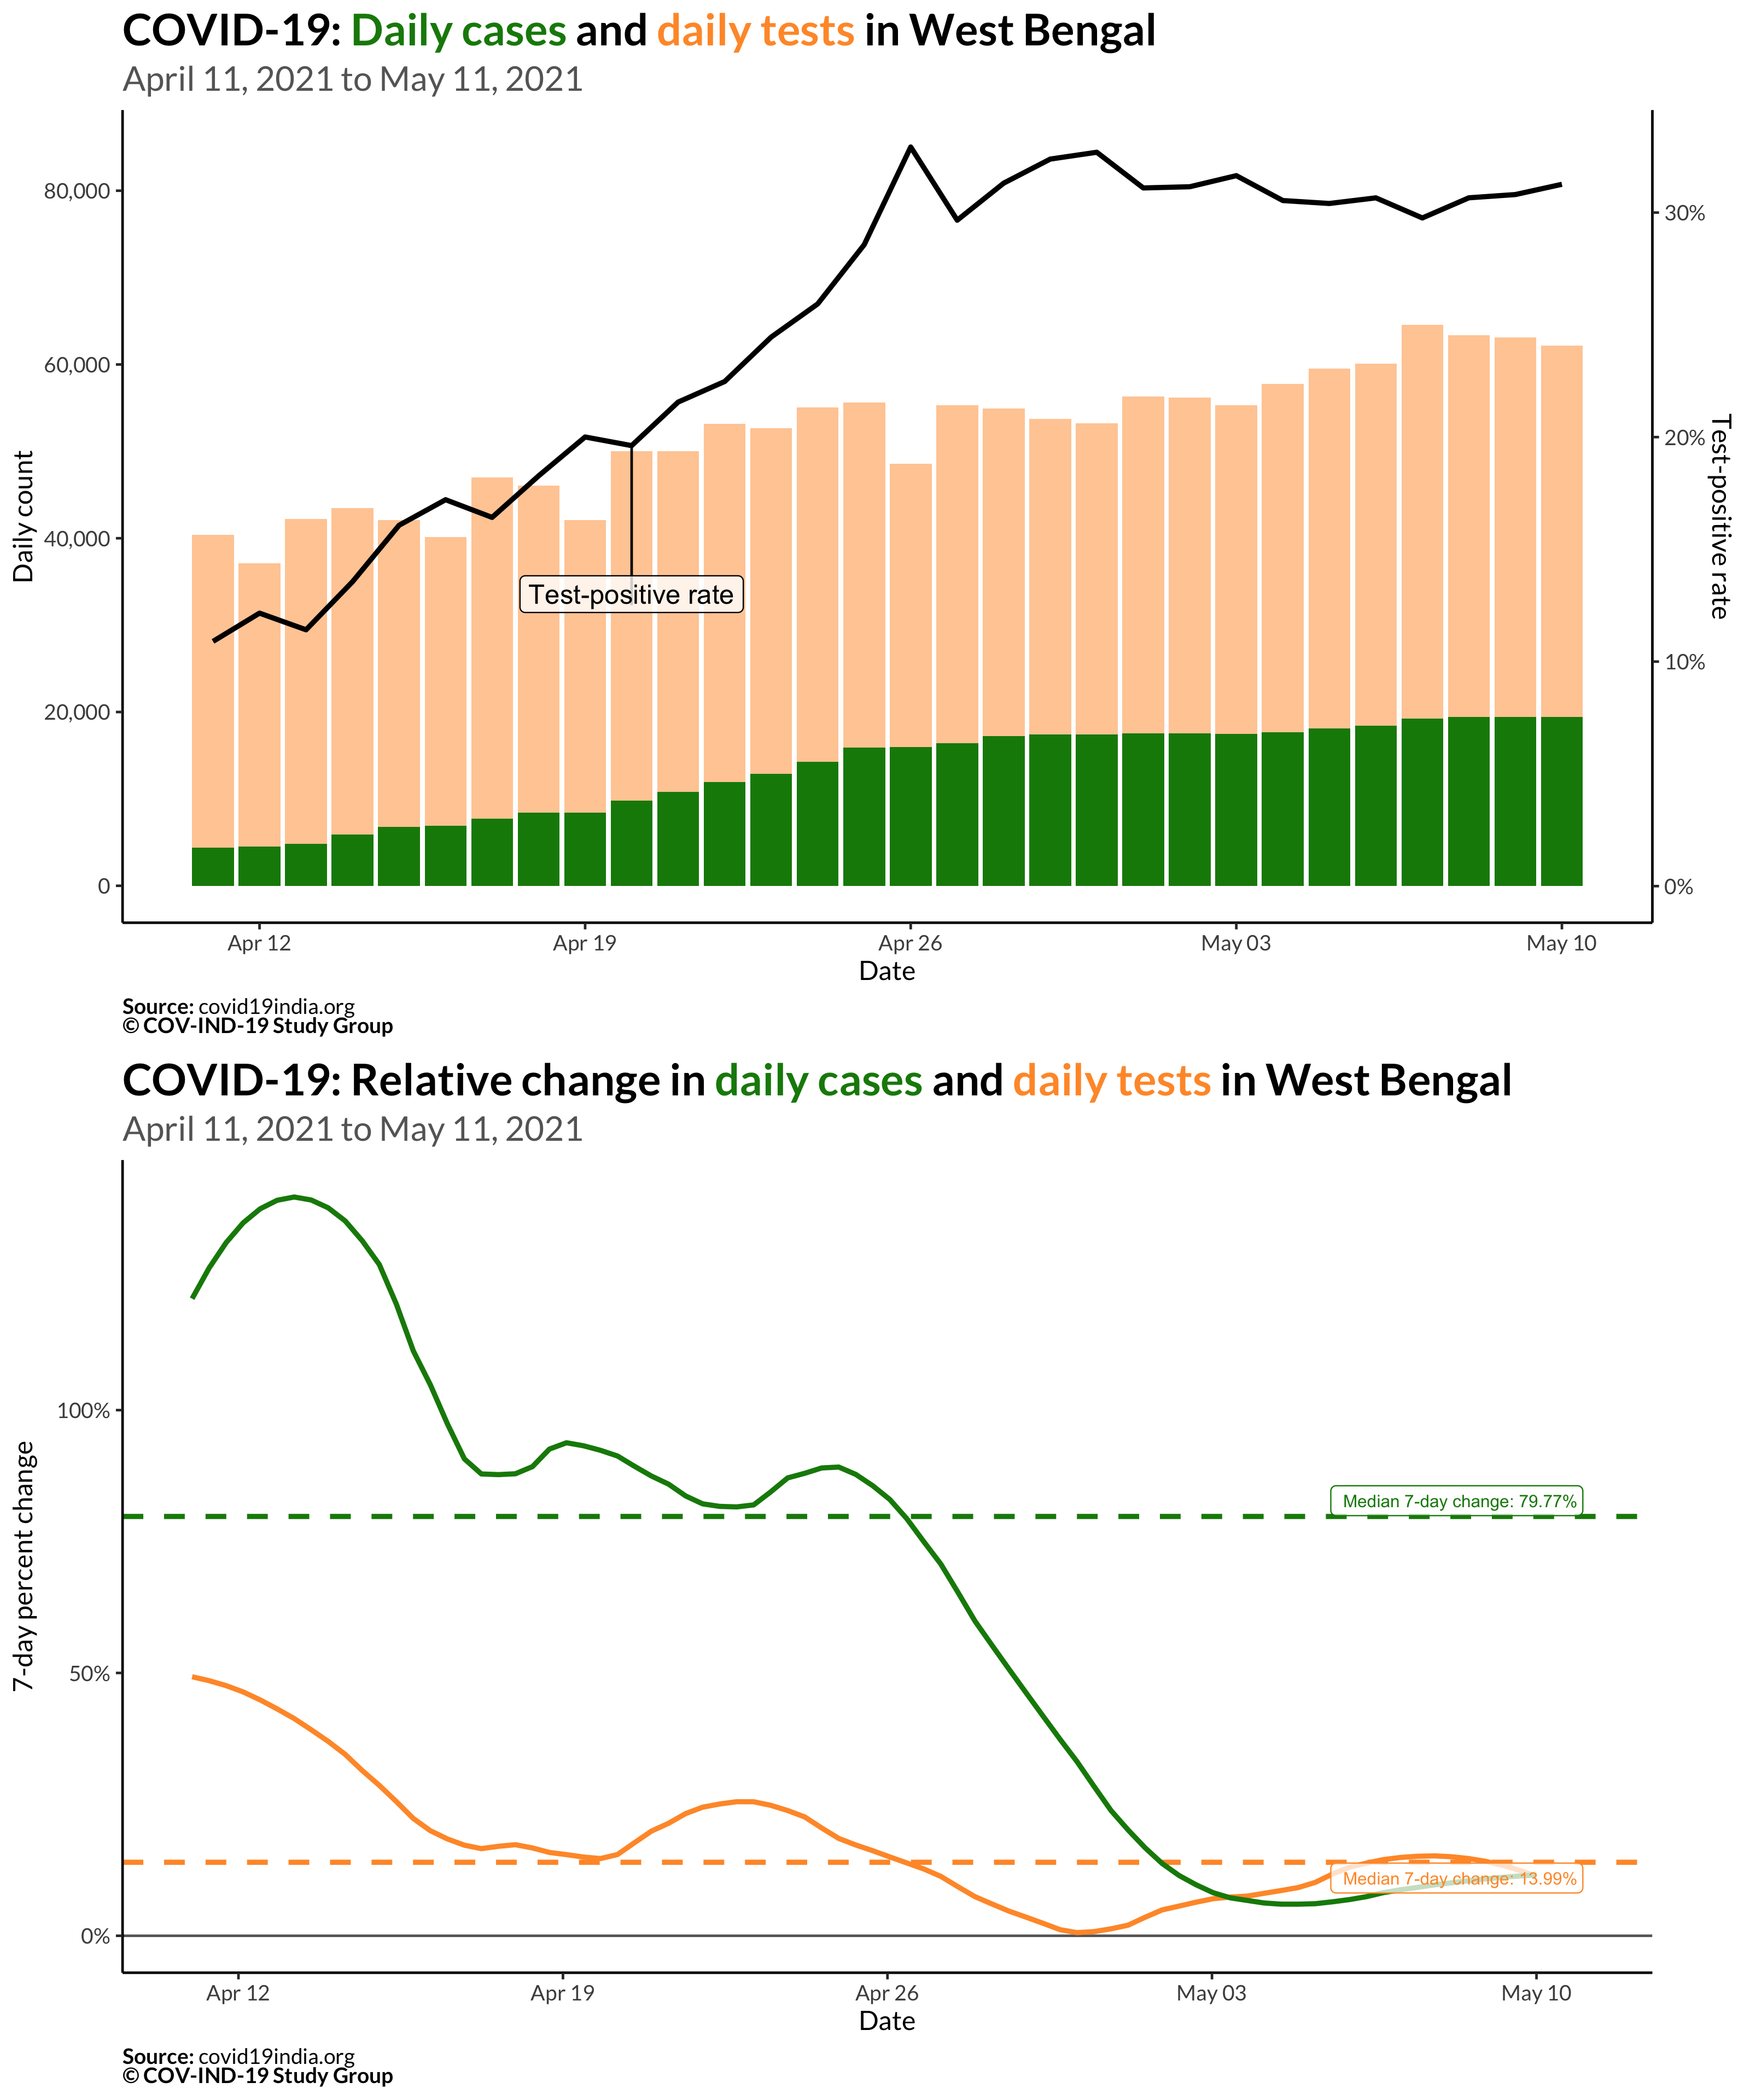 COVID-19: Daily cases and daily tests in West Bengal
April 11, 2021 to May 11, 2021
80,000
60,000
40,000
20,000
0
Daily count
30%
20%
10%
0%
Test-positive rate
Test-positive rate
Apr 12
Apr 19
Apr 26
May 03
May 10
Date
Source: covid19india.org
© COV-IND-19 Study Group
COVID-19: Relative change in daily cases and daily tests in West Bengal
April 11, 2021 to May 11, 2021
100%
50%
0%
7-day percent change
Median 7-day change: 79.77%
Median 7-day change: 13.99%
Apr 12
Apr 19
Apr 26
May 03
May 10
Date
Source: covid19india.org
© COV-IND-19 Study Group